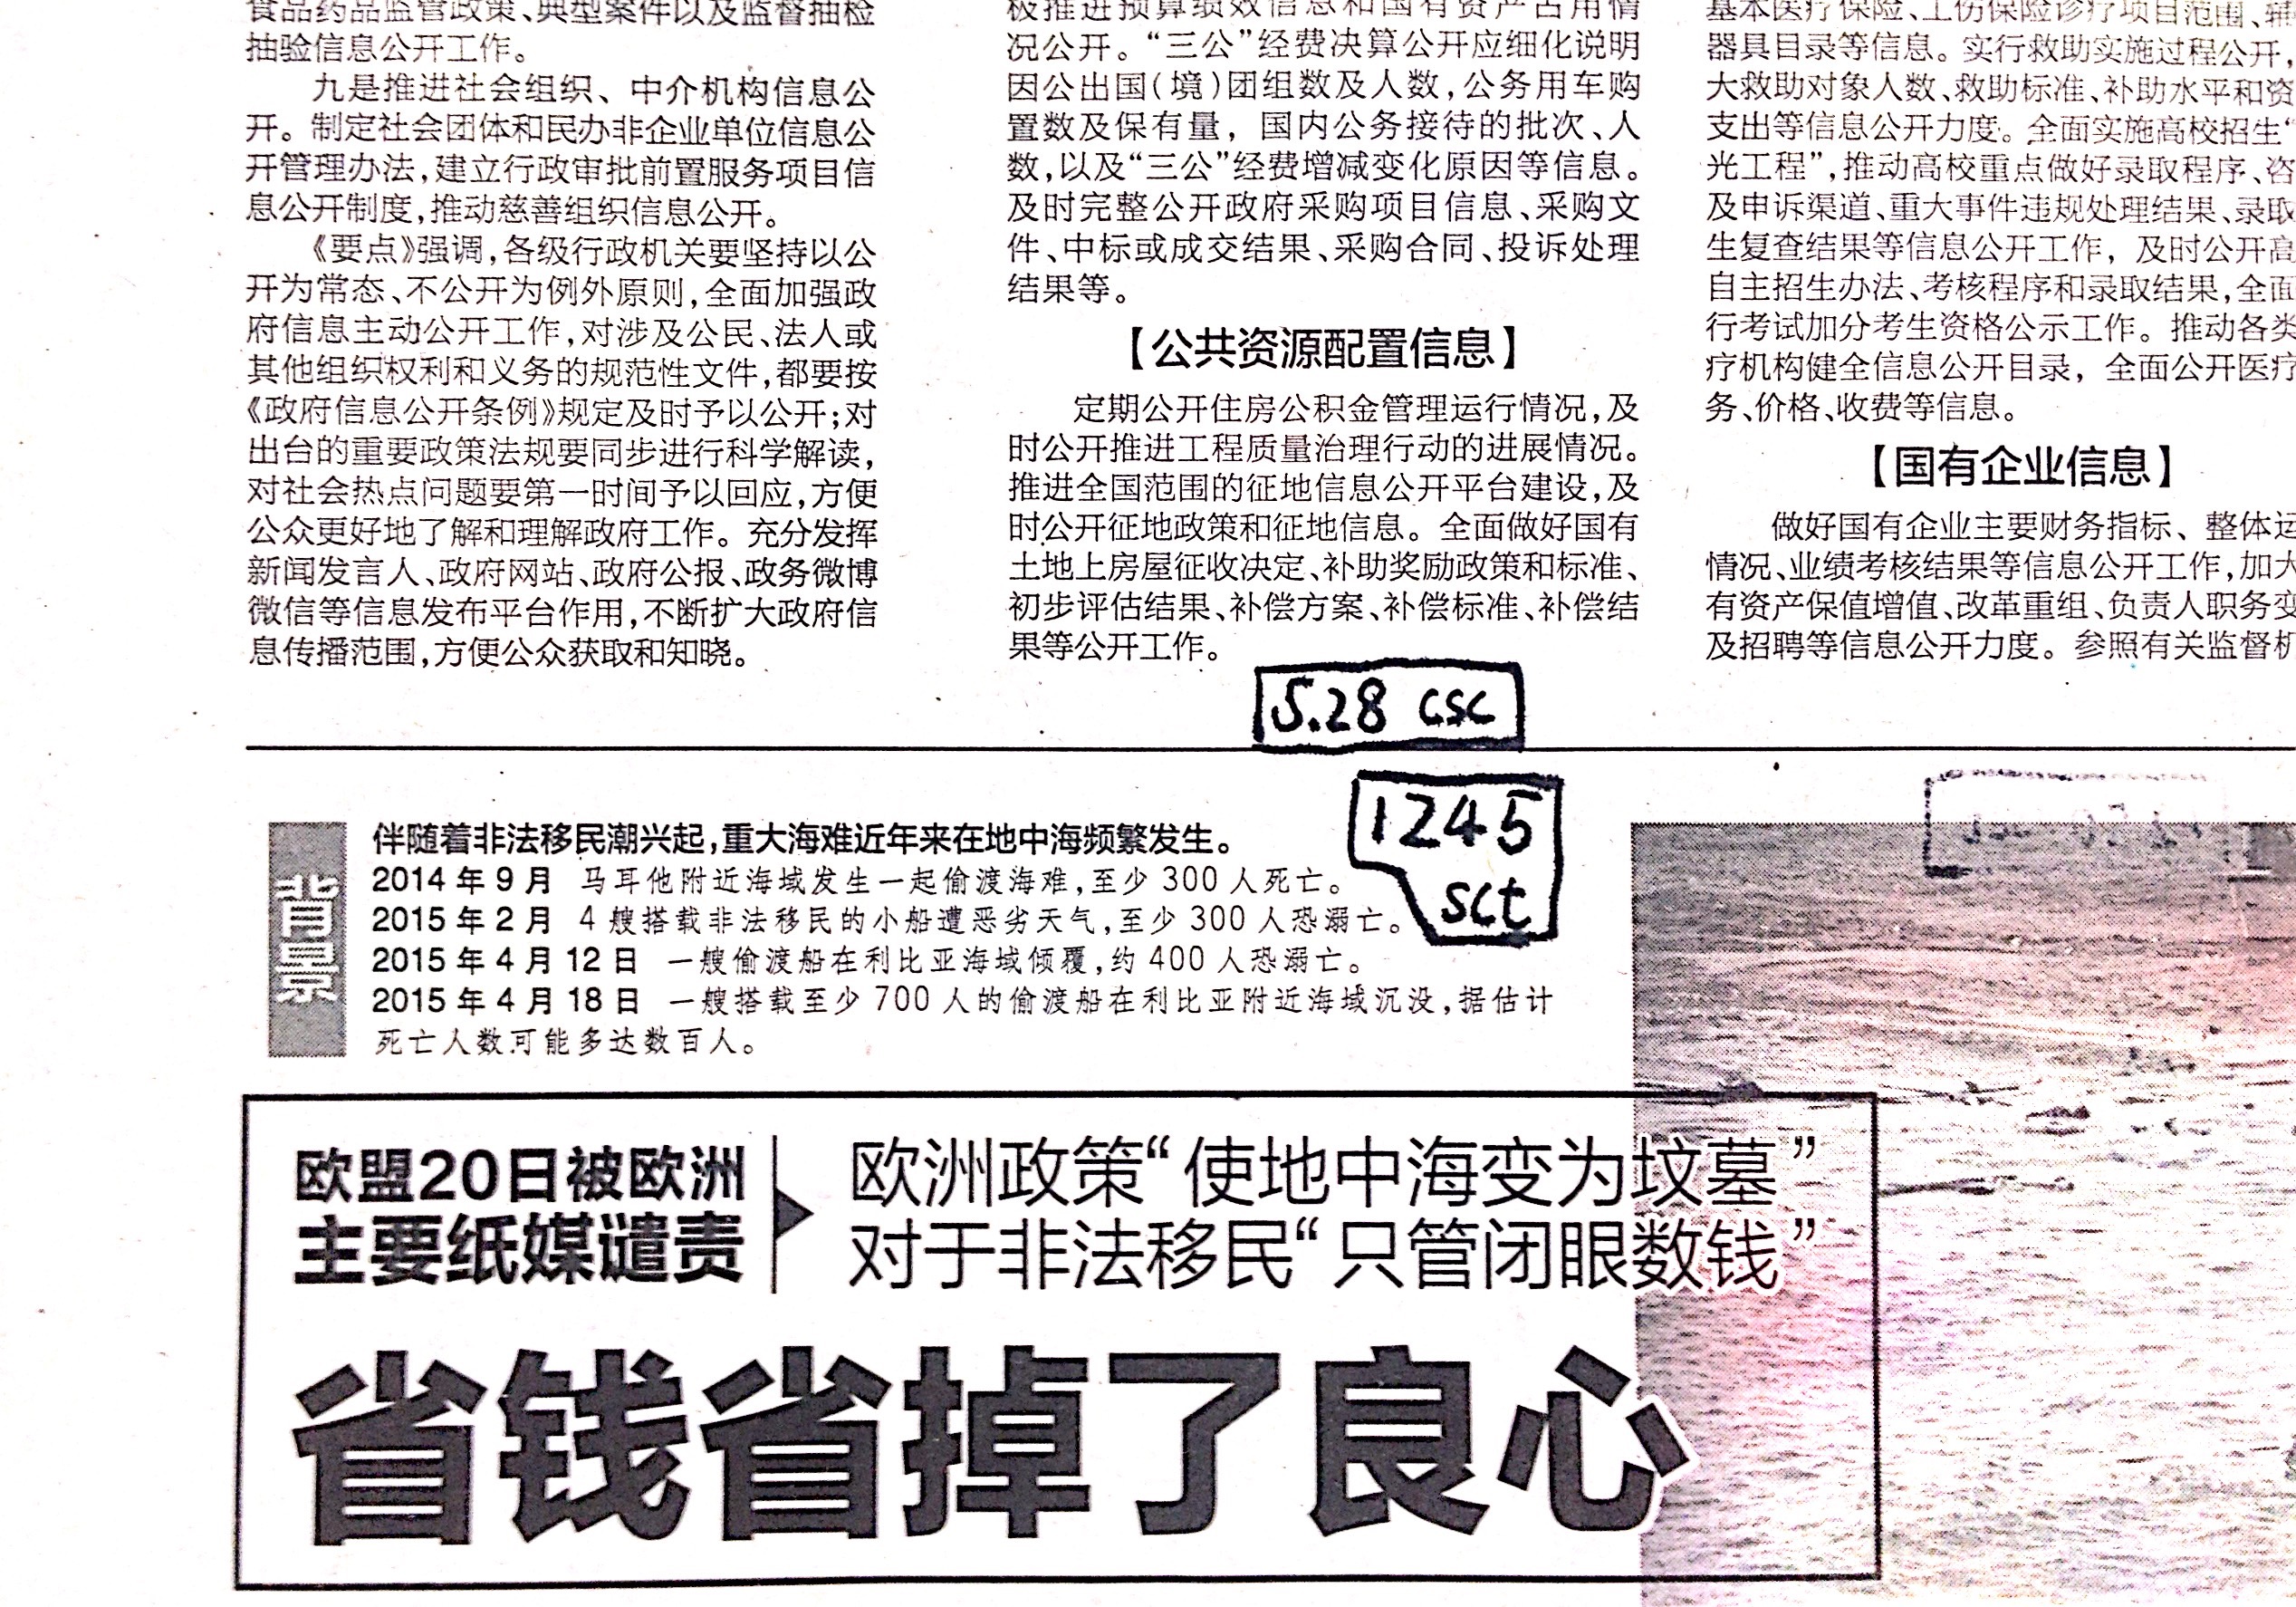 食品药品监管政策、典型案件以及监督抽检
抽验信息公开工作。
九是推进社会组织、中介机构信息公
开。制定社会团体和民办非企业单位信息公
开管理办法，建立行政审批前置服务项目信
息公开制度，推动慈善组织信息公开。
《要点》强调，各级行政机关要坚持以公
开为常态、不公开为例外原则，全面加强政
府信息主动公开工作，对涉及公民、法人或
其他组织权利和义务的规范性文件，都要按
《政府信息公开条例》规定及时予以公开；对
出台的重要政策法规要同步进行科学解读，
对社会热点问题要第一时间予以回应，方便
公众更好地了解和理解政府工作。充分发挥
新闻发言人、政府网站、政府公报、政务微博
微信等信息发布平台作用，不断扩大政府信
息传播范围，方便公众获取和知晓。
极推进预算绩效信息和国有资产占用情
况公开。“三公”经费决算公开应细化说明
因公出国（境）团组数及人数，公务用车购
置数及保有量，国内公务接待的批次、人
数，以及“三公”经费增减变化原因等信息。
及时完整公开政府采购项目信息、采购文
件、中标或成交结果、采购合同、投诉处理
结果等。
【公共资源配置信息】
定期公开住房公积金管理运行情况，及
时公开推进工程质量治理行动的进展情况。
推进全国范围的征地信息公开平台建设，及
时公开征地政策和征地信息。全面做好国有
土地上房屋征收决定、补助奖励政策和标准、
初步评估结果、补偿方案、补偿标准、补偿结
果等公开工作。
基本医疗保险、工伤保险诊疗项目范围、辅
器具目录等信息。实行救助实施过程公开，
大救助对象人数、救助标准、补助水平和资
支出等信息公开力度。全面实施高校招生“
光工程”，推动高校重点做好录取程序、咨
及申诉渠道、重大事件违规处理结果、录取
生复查结果等信息公开工作，及时公开高
自主招生办法、考核程序和录取结果，全面
行考试加分考生资格公示工作。推动各类
疗机构健全信息公开目录，全面公开医疗
务、价格、收费等信息。
【国有企业信息】
做好国有企业主要财务指标、整体运
情况、业绩考核结果等信息公开工作，加大
有资产保值增值、改革重组、负责人职务变
及招聘等信息公开力度。参照有关监督机
5.28 csc
1245
sct
背景
伴随着非法移民潮兴起，重大海难近年来在地中海频繁发生。
2014年9月 马耳他附近海域发生一起偷渡海难，至少300人死亡。
2015年2月 4艘搭载非法移民的小船遭恶劣天气，至少300人恐溺亡。
2015年4月12日 一艘偷渡船在利比亚海域倾覆，约400人恐溺亡。
2015年4月18日 一艘搭载至少700人的偷渡船在利比亚附近海域沉没，据估计
死亡人数可能多达数百人。
欧盟20日被欧洲
主要纸媒谴责
欧洲政策“使地中海变为坟墓”
对于非法移民“只管闭眼数钱”
省钱省掉了良心